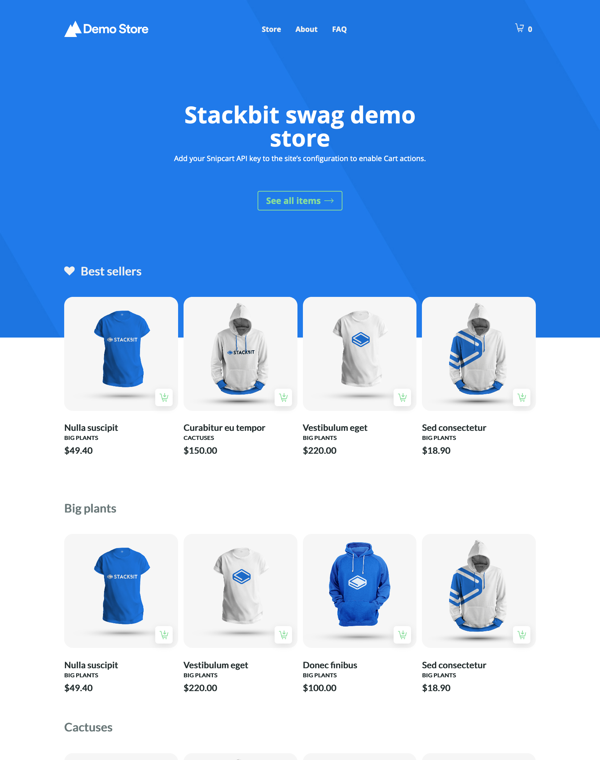 Demo Store
Store About FAQ
0
Stackbit swag demo
store
Add your Snipcart API key to the site's configuration to enable Cart actions.
See all items
Best sellers
STACKBIT
STACKBIT
Nulla suscipit
BIG PLANTS
$49.40
Curabitur eu tempor
CACTUSES
$150.00
Vestibulum eget
BIG PLANTS
$220.00
Sed consectetur
BIG PLANTS
$18.90
Big plants
STACKBIT
Nulla suscipit
BIG PLANTS
$49.40
Vestibulum eget
BIG PLANTS
$220.00
Donec finibus
BIG PLANTS
$100.00
Sed consectetur
BIG PLANTS
$18.90
Cactuses